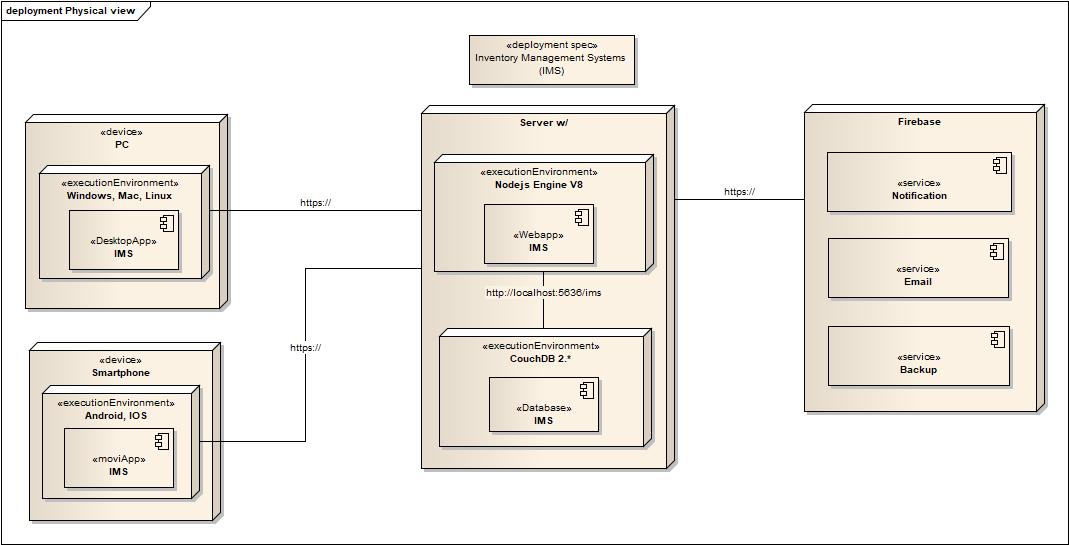 deployment Physical view
«deployment spec»
Inventory Management Systems
(IMS)
«device»
PC
«executionEnvironment»
Windows, Mac, Linux
«DesktopApp»
IMS
https://
«device»
Smartphone
«executionEnvironment»
Android, IOS
«moviApp»
IMS
https://
Server w/
«executionEnvironment»
Nodejs Engine V8
«Webapp»
IMS
http://localhost:5636/ims
«executionEnvironment»
CouchDB 2.*
«Database»
IMS
https://
Firebase
«service»
Notification
«service»
Email
«service»
Backup